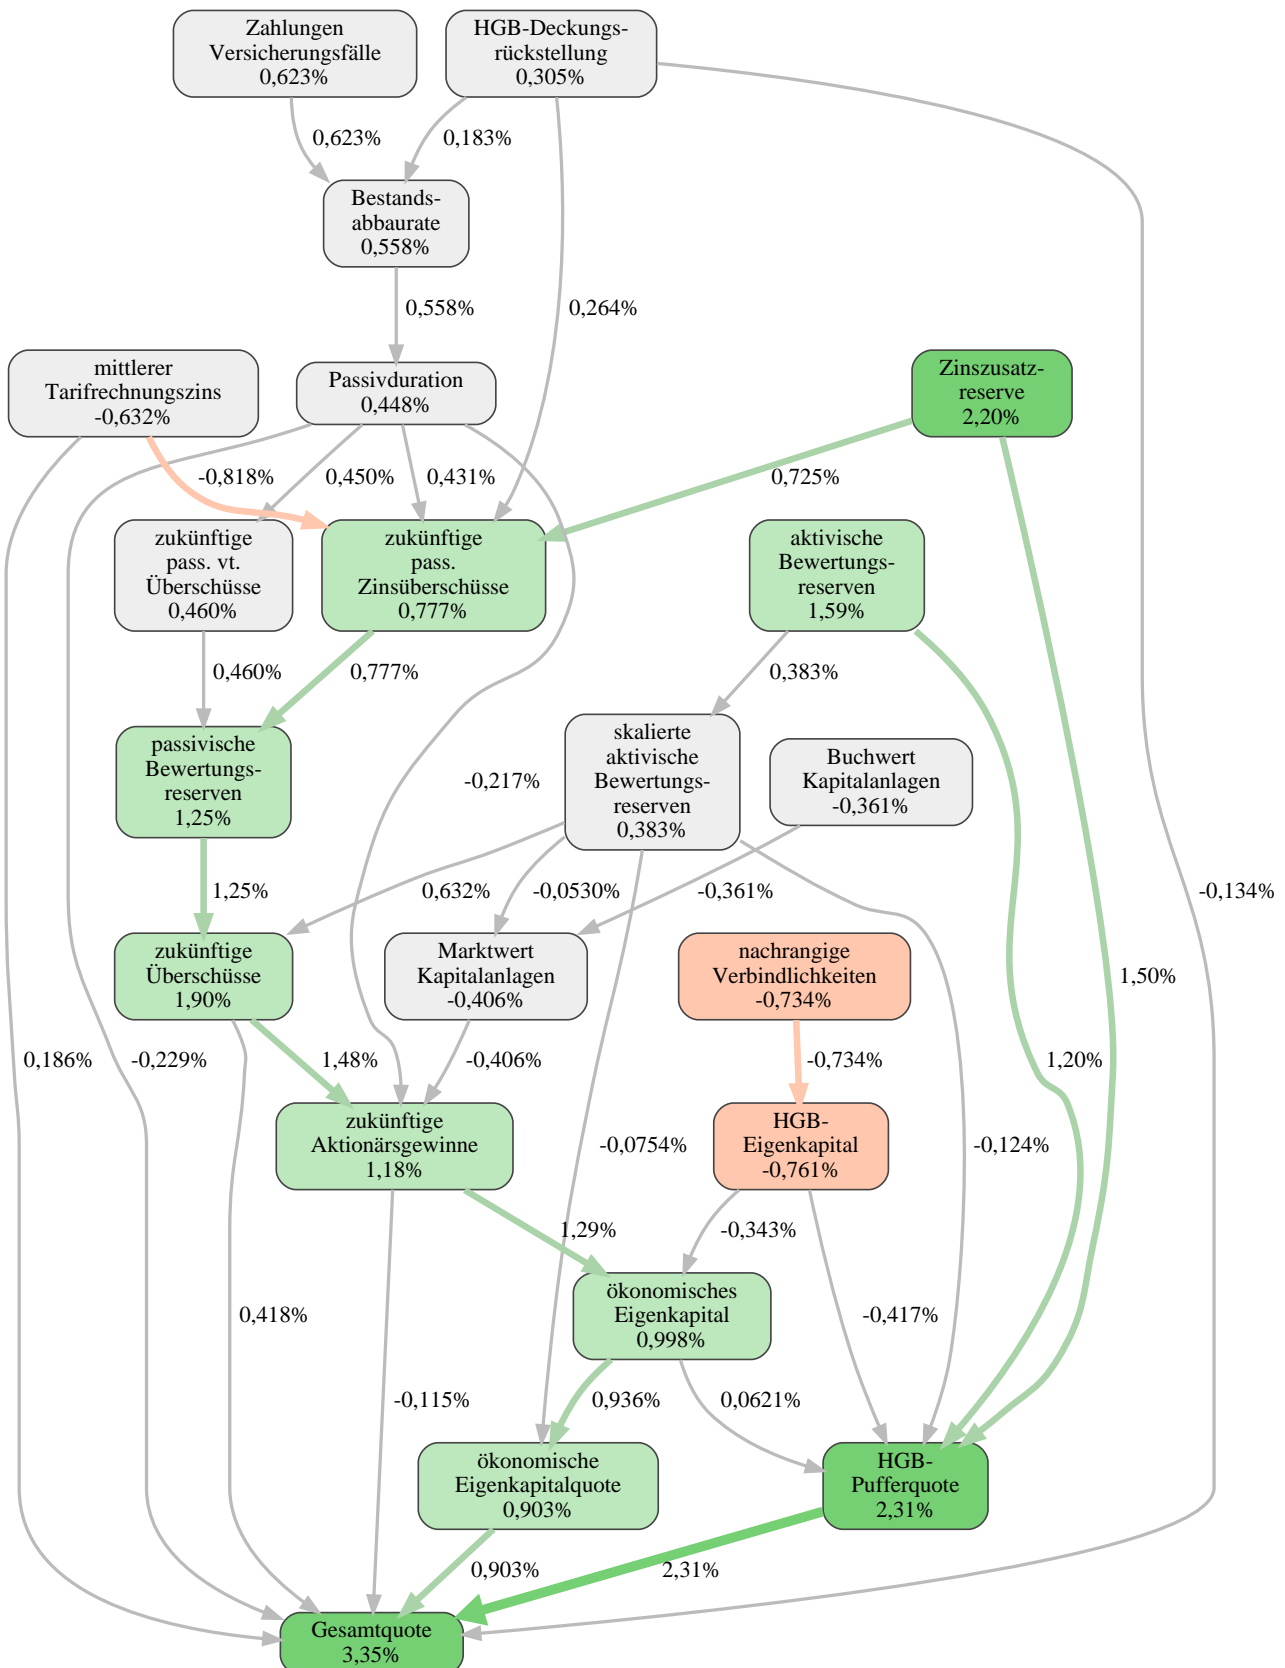 Zahlungen
Versicherungsfälle
0,623%
HGB-Deckungs-
rückstellung
0,305%
0,623%
0,183%
Bestands-
abbaurate
0,558%
0,558%
0,264%
mittlerer
Tarifrechnungszins
-0,632%
Passivduration
0,448%
Zinszusatz-
reserve
2,20%
-0,818%
0,450%
0,431%
0,725%
zukünftige
pass. vt.
Überschüsse
0,460%
zukünftige
pass.
Zinsüberschüsse
0,777%
aktivische
Bewertungs-
reserven
1,59%
0,460%
0,777%
0,383%
passivische
Bewertungs-
reserven
1,25%
-0,217%
skalierte
aktivische
Bewertungs-
reserven
0,383%
Buchwert
Kapitalanlagen
-0,361%
1,25%
0,632%
-0,0530%
-0,361%
-0,134%
zukünftige
Überschüsse
1,90%
Marktwert
Kapitalanlagen
-0,406%
nachrangige
Verbindlichkeiten
-0,734%
1,50%
0,186%
-0,229%
1,48%
-0,406%
-0,734%
1,20%
zukünftige
Aktionärsgewinne
1,18%
-0,0754%
HGB-
Eigenkapital
-0,761%
-0,124%
1,29%
-0,343%
ökonomisches
Eigenkapital
0,998%
0,418%
-0,417%
-0,115%
0,936%
0,0621%
ökonomische
Eigenkapitalquote
0,903%
HGB-
Pufferquote
2,31%
0,903%
2,31%
Gesamtquote
3,35%